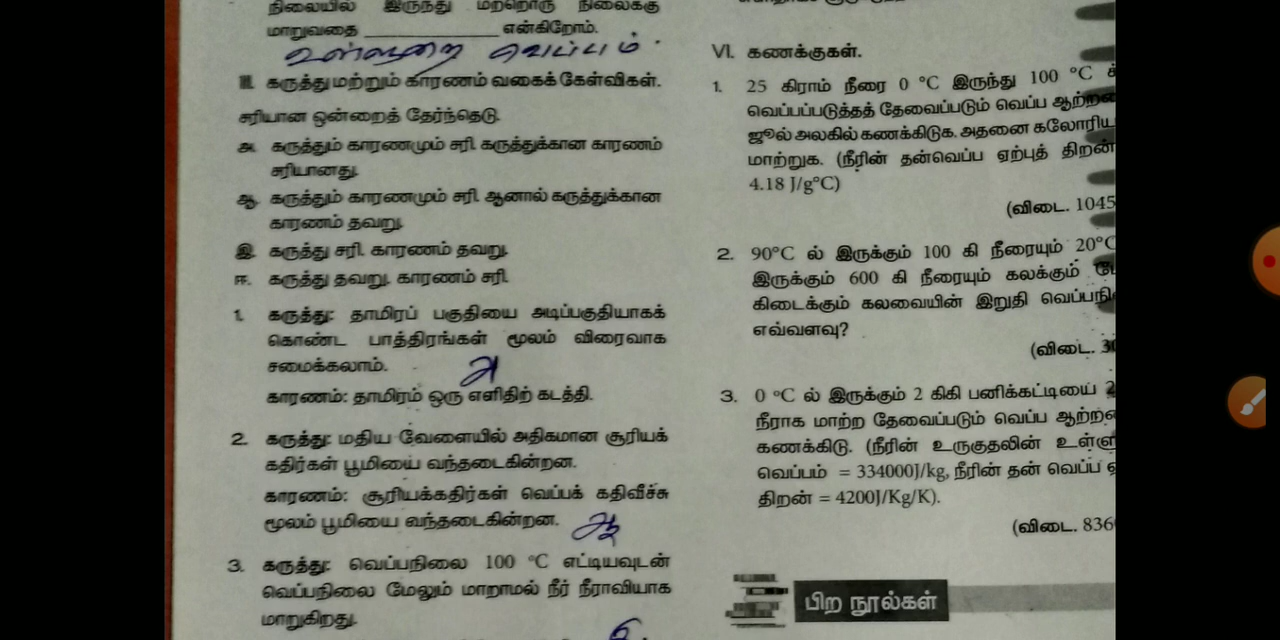 நிலையில் இருந்து மற்றொரு நிலைக்கு
மாறுவதை ____________ என்கிறோம்.
உள்ளுறை வெப்பம்.
III. கருத்து மற்றும் காரணம் வகைக் கேள்விகள்.
சரியான ஒன்றைத் தேர்ந்தெடு.
அ. கருத்தும் காரணமும் சரி. கருத்துக்கான காரணம்
சரியானது.
ஆ. கருத்தும் காரணமும் சரி. ஆனால் கருத்துக்கான
காரணம் தவறு.
இ. கருத்து சரி. காரணம் தவறு.
ஈ. கருத்து தவறு. காரணம் சரி.
1. கருத்து: தாமிரப் பகுதியை அடிப்பகுதியாகக்
கொண்ட பாத்திரங்கள் மூலம் விரைவாக
சமைக்கலாம்.
அ
காரணம்: தாமிரம் ஒரு எளிதிற் கடத்தி.
2. கருத்து: மதிய வேளையில் அதிகமான சூரியக்
கதிர்கள் பூமியை வந்தடைகின்றன.
காரணம்: சூரியக்கதிர்கள் வெப்பக் கதிவீச்சு
மூலம் பூமியை வந்தடைகின்றன. ஆ
3. கருத்து: வெப்பநிலை 100 °C எட்டியவுடன்
வெப்பநிலை மேலும் மாறாமல் நீர் நீராவியாக
மாறுகிறது.
VI. கணக்குகள்.
1. 25 கிராம் நீரை 0 °C இருந்து 100 °C
வெப்பப்படுத்தத் தேவைப்படும் வெப்ப
ஜூல் அலகில் கணக்கிடுக. அதனை
மாற்றுக. (நீரின் தன்வெப்ப ஏற்புத் திறன்
4.18 J/g°C)
(விடை. 1045
2. 90°C ல் இருக்கும் 100 கி நீரையும் 20°C
இருக்கும் 600 கி நீரையும் கலக்கும்
கிடைக்கும் கலவையின் இறுதி
எவ்வளவு?
(விடை. 30
3. 0 °C ல் இருக்கும் 2 கிகி பனிக்கட்டியை
நீராக மாற்ற தேவைப்படும் வெப்ப
கணக்கிடு. (நீரின் உருகுதலின்
வெப்பம் = 334000J/kg, நீரின் தன் வெப்ப
திறன் = 4200J/Kg/K).
(விடை. 836
பிற நூல்கள்